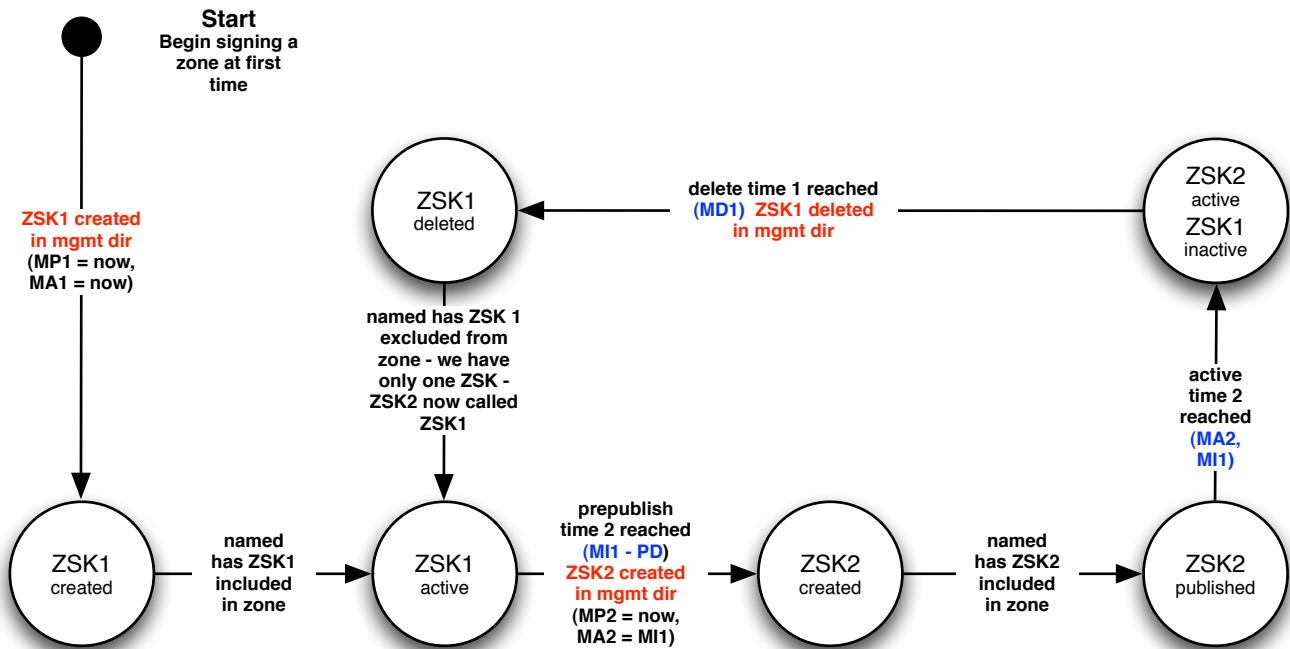 Start
Begin signing a
zone at first
time
ZSK1 created
in mgmt dir
(MP1 = now,
MA1 = now)
ZSK1
deleted
delete time 1 reached
(MD1) ZSK1 deleted
in mgmt dir
ZSK2
active
ZSK1
inactive
named has ZSK 1
excluded from
zone - we have
only one ZSK -
ZSK2 now called
ZSK1
active
time 2
reached
(MA2,
MI1)
ZSK1
created
named
has ZSK1
included
in zone
ZSK1
active
prepublish
time 2 reached
(MI1 - PD)
ZSK2 created
in mgmt dir
(MP2 = now,
MA2 = MI1)
ZSK2
created
named
has ZSK2
included
in zone
ZSK2
published